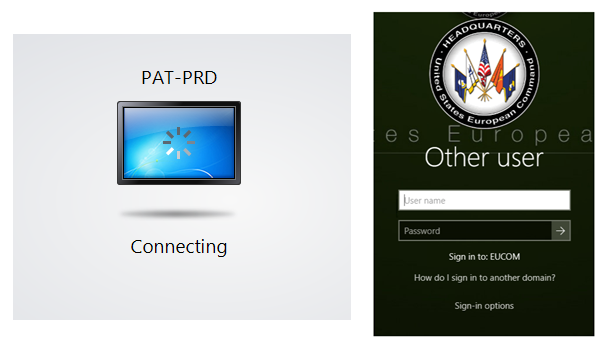 PAT-PRD
Connecting
HEADQUARTERS
United States European Command
es Europea
Other user
User name
Password
Sign in to: EUCOM
How do I sign in to another domain?
Sign-in options